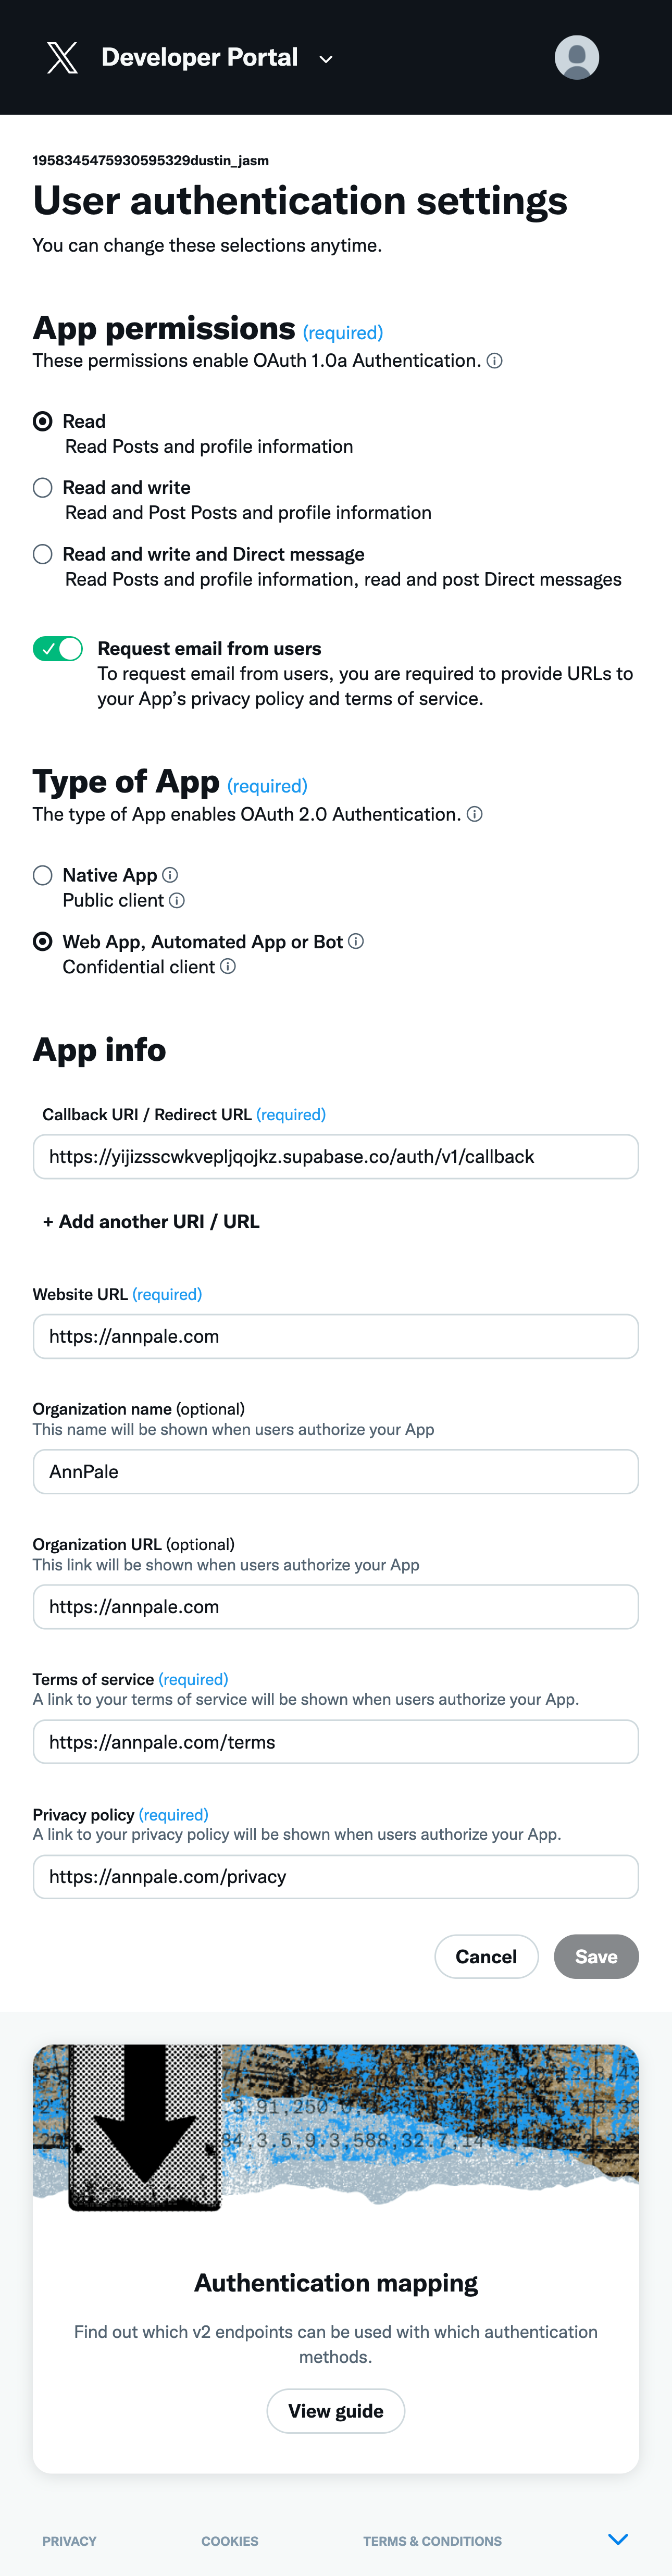 Developer Portal
1958345475930595329dustin_jasm
User authentication settings
You can change these selections anytime.
App permissions (required)
These permissions enable OAuth 1.0a Authentication.
Read
Read Posts and profile information
Read and write
Read and Post Posts and profile information
Read and write and Direct message
Read Posts and profile information, read and post Direct messages
Request email from users
To request email from users, you are required to provide URLs to
your App’s privacy policy and terms of service.
Type of App (required)
The type of App enables OAuth 2.0 Authentication.
Native App
Public client
Web App, Automated App or Bot
Confidential client
App info
Callback URI / Redirect URL (required)
https://yijizsscwkvepljqojkz.supabase.co/auth/v1/callback
+ Add another URI / URL
Website URL (required)
https://annpale.com
Organization name (optional)
This name will be shown when users authorize your App
AnnPale
Organization URL (optional)
This link will be shown when users authorize your App
https://annpale.com
Terms of service (required)
A link to your terms of service will be shown when users authorize your App.
https://annpale.com/terms
Privacy policy (required)
A link to your privacy policy will be shown when users authorize your App.
https://annpale.com/privacy
Cancel Save
Authentication mapping
Find out which v2 endpoints can be used with which authentication
methods.
View guide
PRIVACY COOKIES TERMS & CONDITIONS